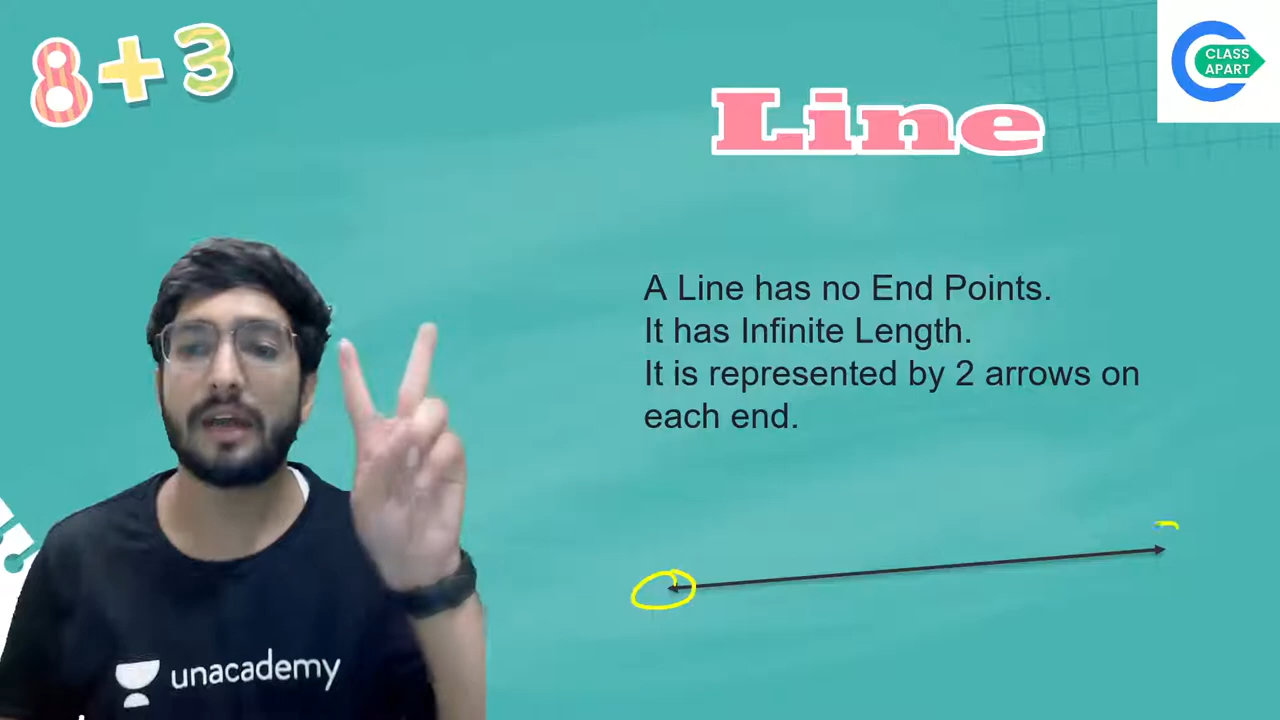 8+3
CLASS
APART
Line
A Line has no End Points.
It has Infinite Length.
It is represented by 2 arrows on
each end.
unacademy